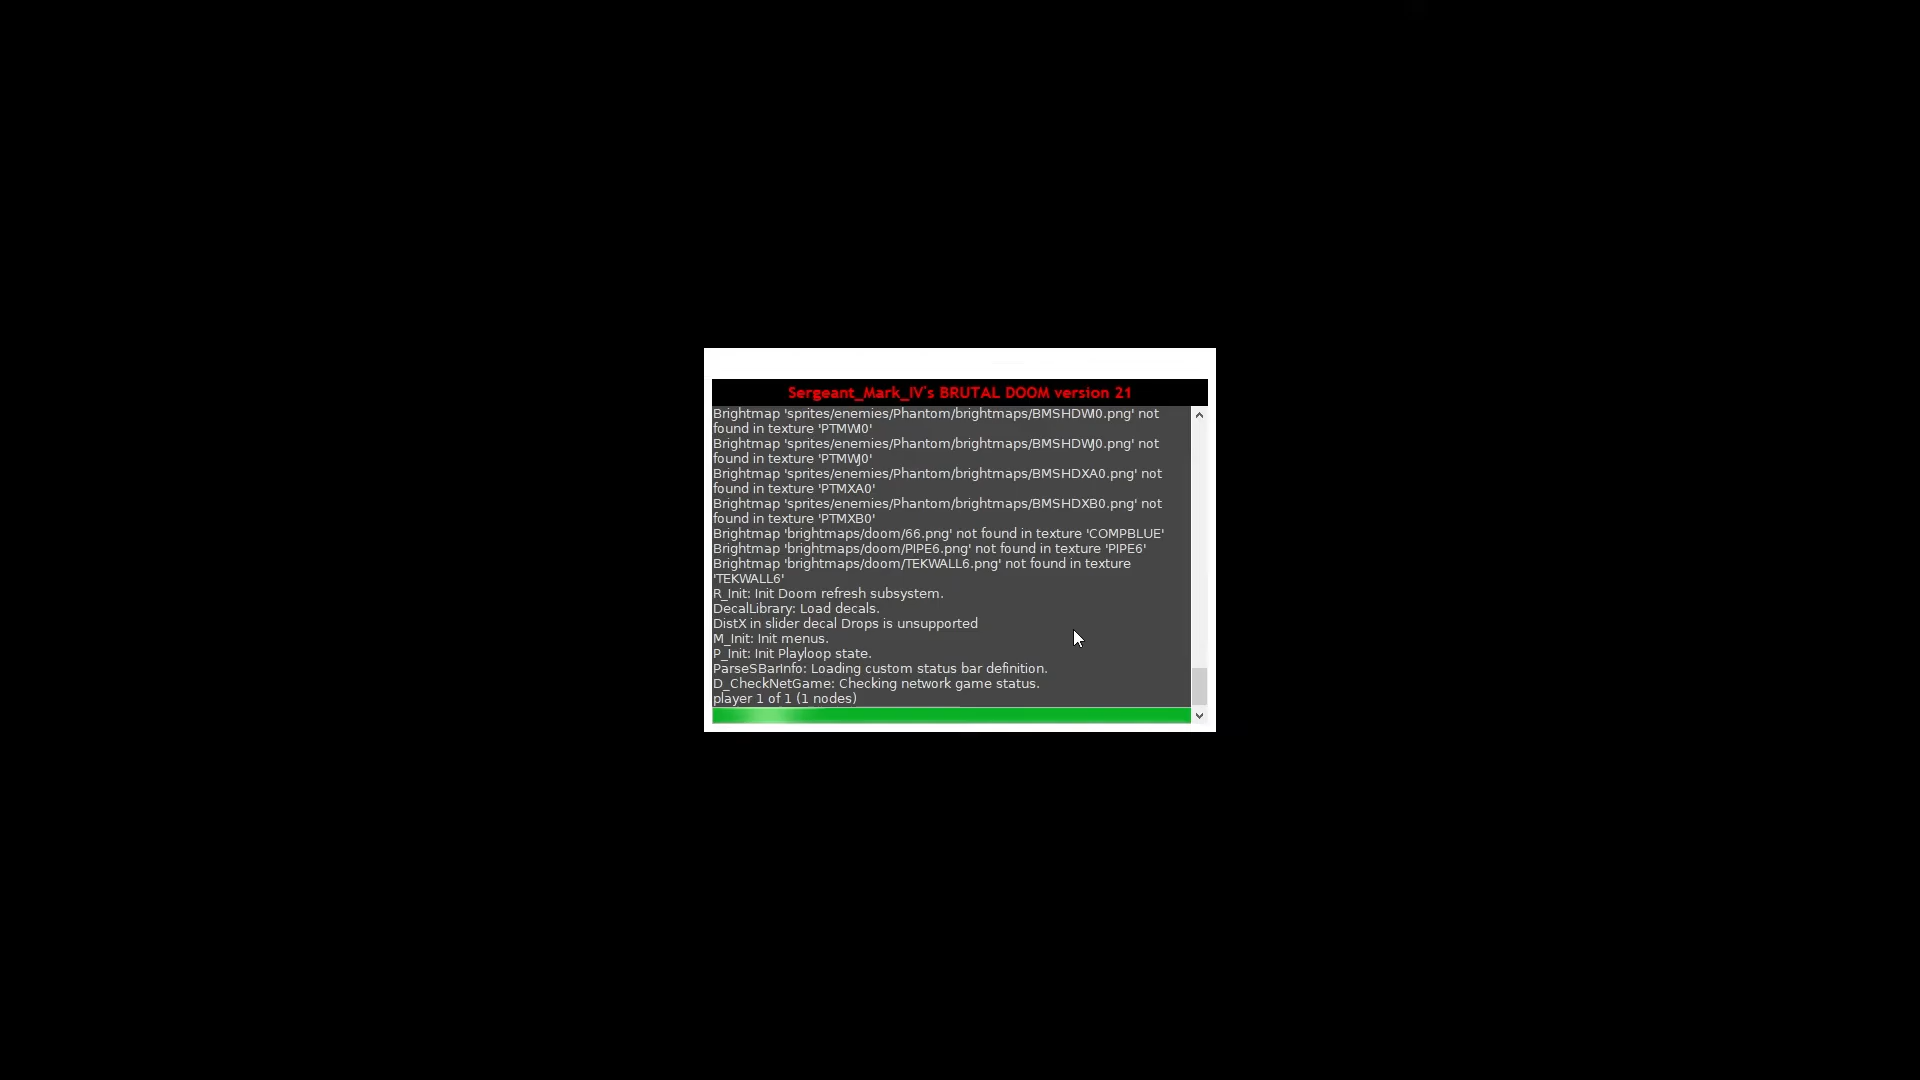 Sergeant_Mark_IV's BRUTAL DOOM version 21
Brightmap 'sprites/enemies/Phantom/brightmaps/BMSHDWI0.png' not
found in texture 'PTMWI0'
Brightmap 'sprites/enemies/Phantom/brightmaps/BMSHDWJ0.png' not
found in texture 'PTMWJ0'
Brightmap 'sprites/enemies/Phantom/brightmaps/BMSHDXA0.png' not
found in texture 'PTMXA0'
Brightmap 'sprites/enemies/Phantom/brightmaps/BMSHDXB0.png' not
found in texture 'PTMXB0'
Brightmap 'brightmaps/doom/66.png' not found in texture 'COMPBLUE'
Brightmap 'brightmaps/doom/PIPE6.png' not found in texture 'PIPE6'
Brightmap 'brightmaps/doom/TEKWALL6.png' not found in texture
'TEKWALL6'
R_Init: Init Doom refresh subsystem.
DecalLibrary: Load decals.
DistX in slider decal Drops is unsupported
M_Init: Init menus.
P_Init: Init Playloop state.
ParseSBarInfo: Loading custom status bar definition.
D_CheckNetGame: Checking network game status.
player 1 of 1 (1 nodes)